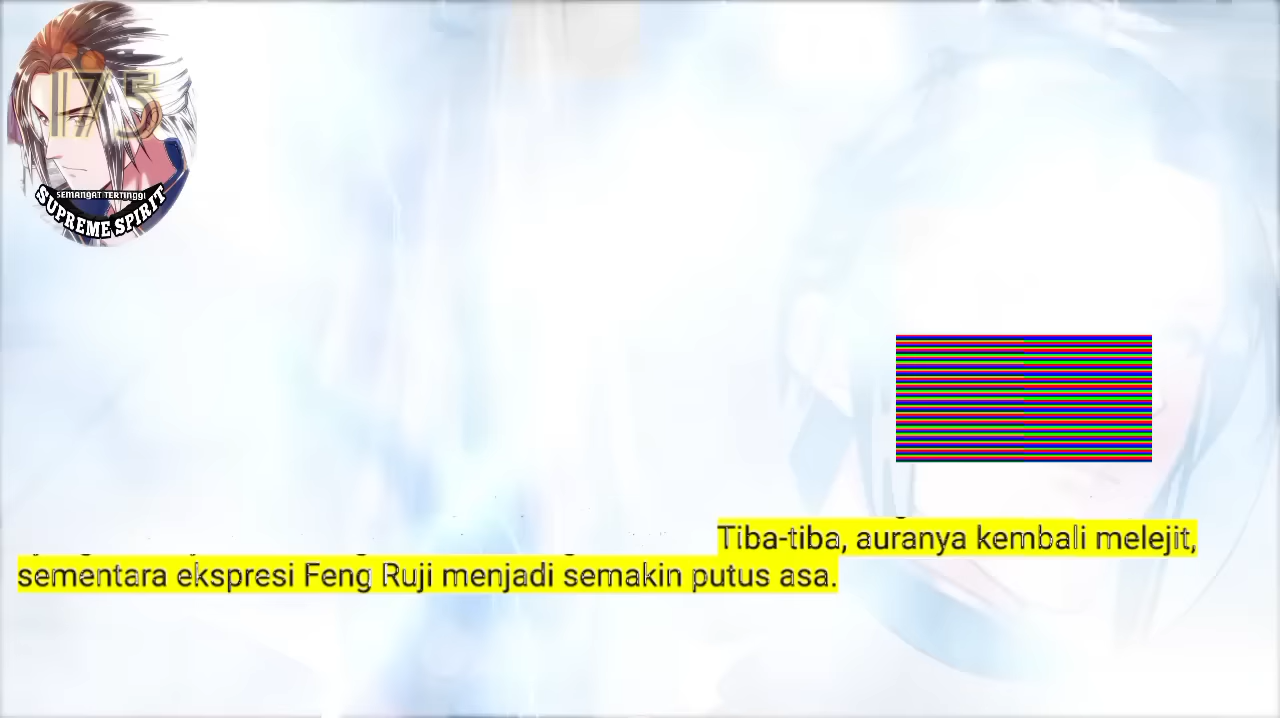 175
SEMANGAT TERTINGGI
SUPREME SPIRIT
Tiba-tiba, auranya kembali melejit,
sementara ekspresi Feng Ruji menjadi semakin putus asa.